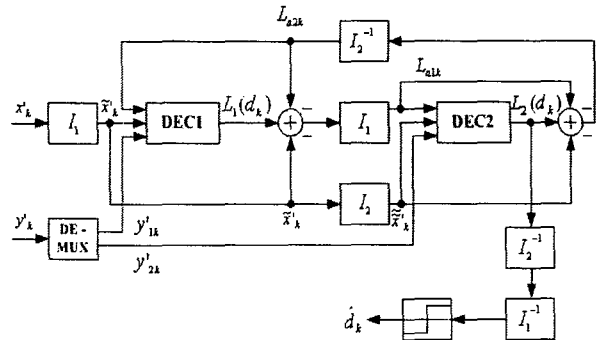 L_{a2k}
I_2^{-1}
L_{a1k}
x'_k
I_1
x̃'_k
DEC1
L_1(d_k)
+
−
−
I_1
DEC2
L_2(d_k)
+
−
−
x̃'_k
I_2
x̃̃'_k
y'_k
DE-
MUX
y'_{1k}
y'_{2k}
I_2^{-1}
d̂_k
I_1^{-1}